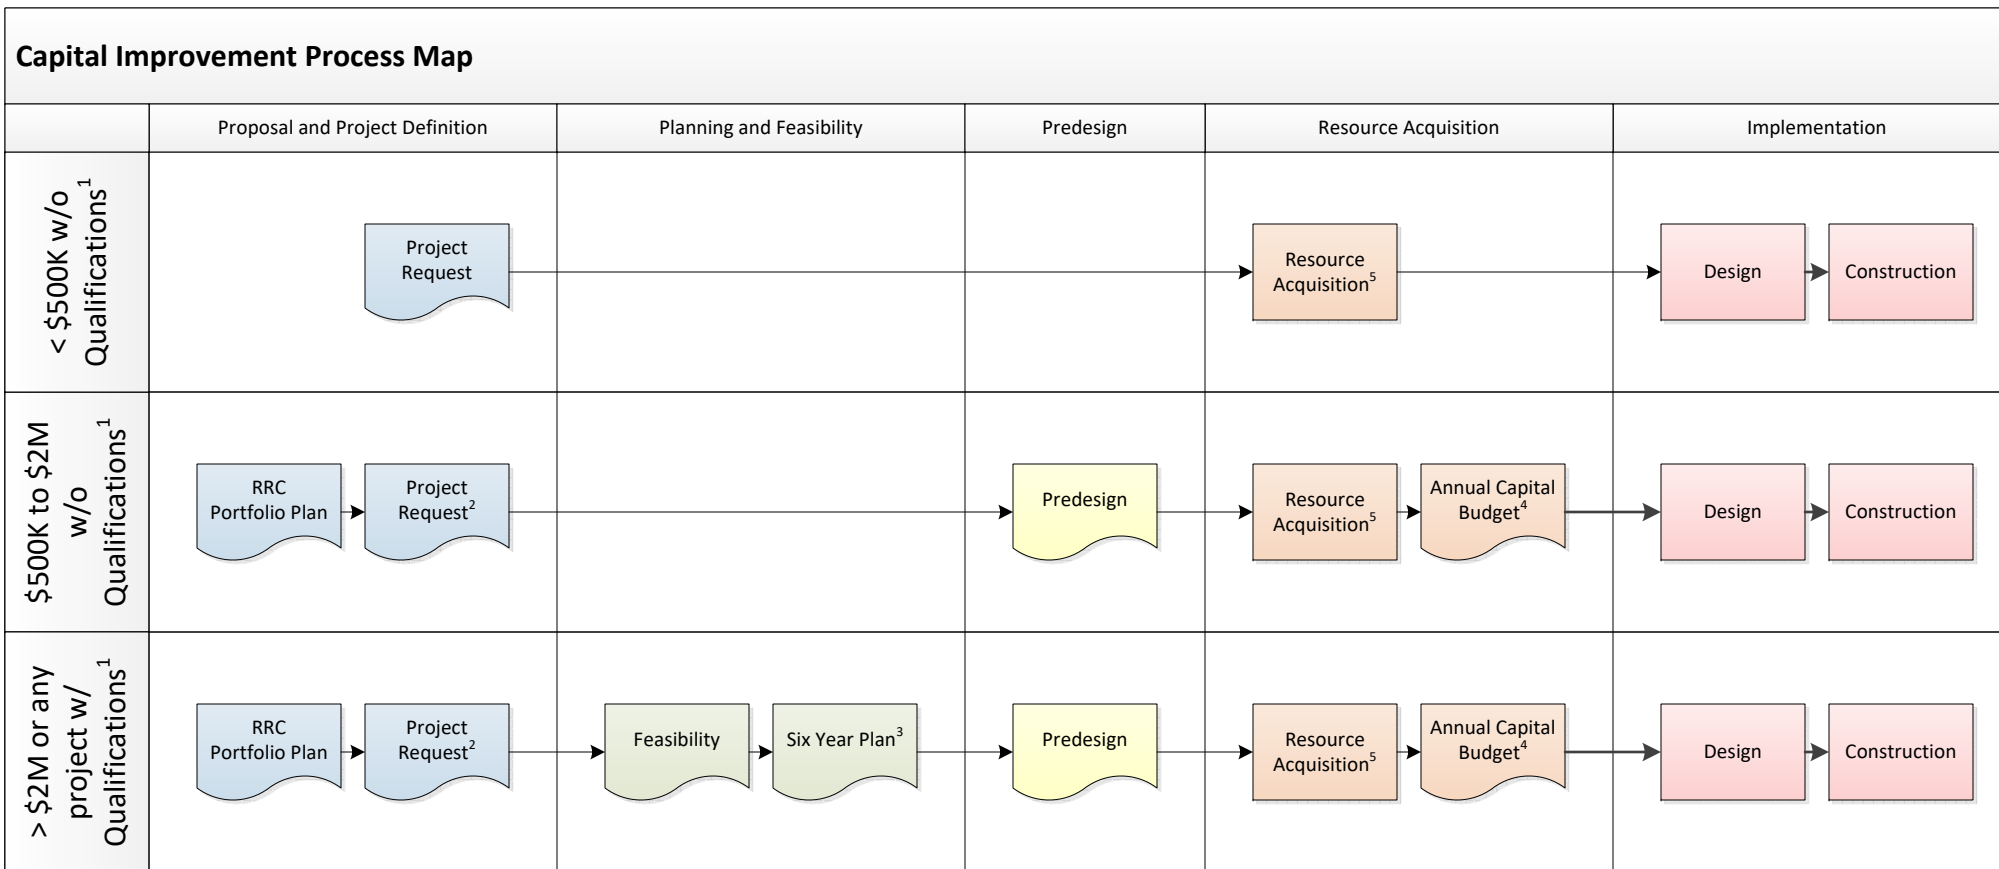 Capital Improvement Process Map
Proposal and Project Definition
Planning and Feasibility
Predesign
Resource Acquisition
Implementation
< $500K w/o
Qualifications¹
Project
Request
Resource
Acquisition⁵
Design
Construction
$500K to $2M
w/o
Qualifications¹
RRC
Portfolio Plan
Project
Request²
Predesign
Resource
Acquisition⁵
Annual Capital
Budget⁴
Design
Construction
> $2M or any
project w/
Qualifications¹
RRC
Portfolio Plan
Project
Request²
Feasibility
Six Year Plan³
Predesign
Resource
Acquisition⁵
Annual Capital
Budget⁴
Design
Construction